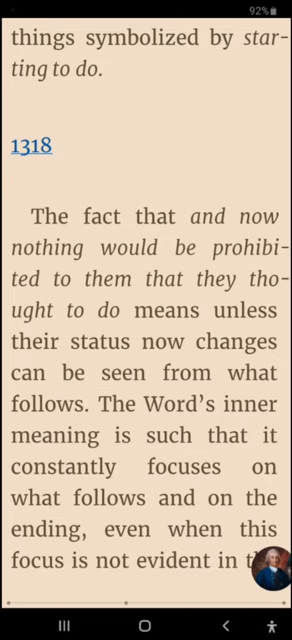 92%
things symbolized by star-
ting to do.
1318
The fact that and now
nothing would be prohibi-
ted to them that they tho-
ught to do means unless
their status now changes
can be seen from what
follows. The Word's inner
meaning is such that it
constantly focuses on
what follows and on the
ending, even when this
focus is not evident in